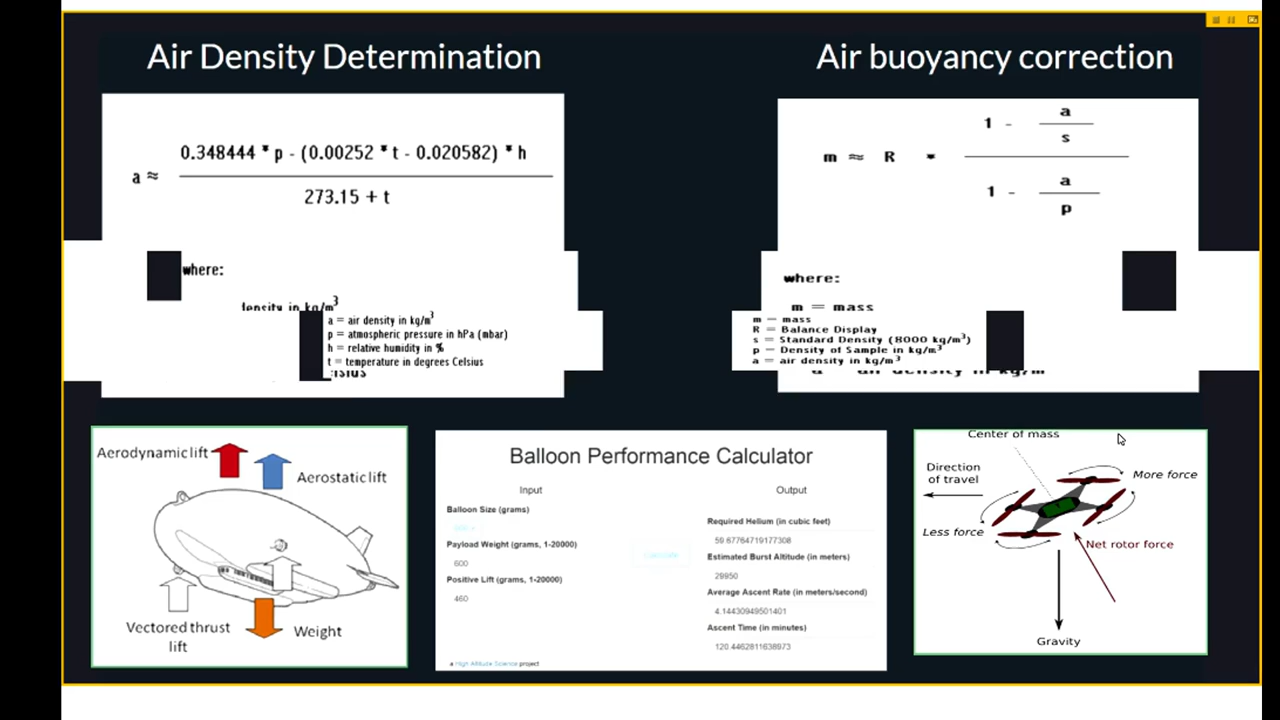 Air Density Determination
a ≈ 0.348444 * p - (0.00252 * t - 0.020582) * h
273.15 + t
where:
density in kg/m³
a = air density in kg/m³
p = atmospheric pressure in hPa (mbar)
h = relative humidity in %
t = temperature in degrees Celsius
Air buoyancy correction
m ≈ R *
1 - a
s
1 - a
p
where:
m = mass
m = mass
R = Balance Display
s = Standard Density (8000 kg/m³)
p = Density of Sample in kg/m³
a = air density in kg/m³
Aerodynamic lift
Aerostatic lift
Vectored thrust
lift
Weight
Balloon Performance Calculator
Input
Output
Balloon Size (grams)
Payload Weight (grams, 1-20000)
600
Positive Lift (grams, 1-20000)
460
Required Helium (in cubic feet)
59.67764719177308
Estimated Burst Altitude (in meters)
29950
Average Ascent Rate (in meters/second)
4.14430949501401
Ascent Time (in minutes)
120.4462811638973
a High Altitude Science project
Center of mass
Direction
of travel
More force
Less force
Net rotor force
Gravity